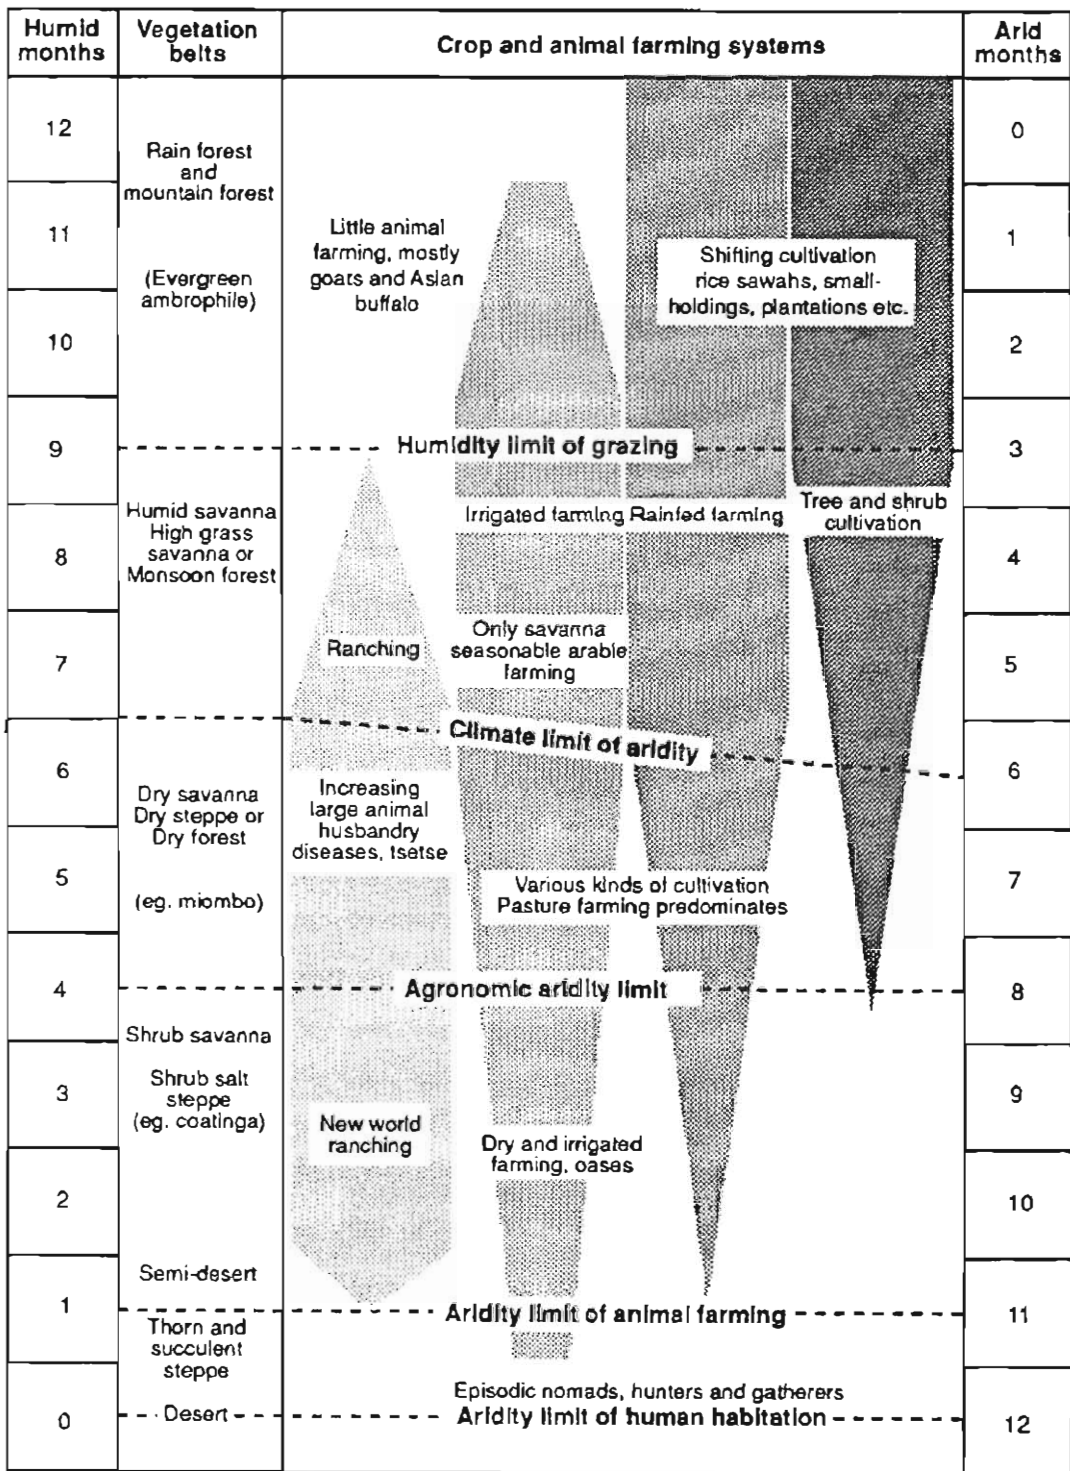 Humid
months
Vegetation
belts
Crop and animal farming systems
Arid
months
12
11
10
9
8
7
6
5
4
3
2
1
0
Rain forest
and
mountain forest
(Evergreen
ambrophile)
Humid savanna
High grass
savanna or
Monsoon forest
Dry savanna
Dry steppe or
Dry forest
(eg. miombo)
Shrub savanna
Shrub salt
steppe
(eg. coatinga)
Semi-desert
Thorn and
succulent
steppe
Desert
Little animal
farming, mostly
goats and Asian
buffalo
Shifting cultivation
rice sawahs, small-
holdings, plantations etc.
Humidity limit of grazing
Irrigated farming
Rainfed farming
Tree and shrub
cultivation
Ranching
Only savanna
seasonable arable
farming
Climate limit of aridity
Increasing
large animal
husbandry
diseases, tsetse
Various kinds of cultivation
Pasture farming predominates
Agronomic aridity limit
New world
ranching
Dry and irrigated
farming, oases
Aridity limit of animal farming
Episodic nomads, hunters and gatherers
Aridity limit of human habitation
0
1
2
3
4
5
6
7
8
9
10
11
12